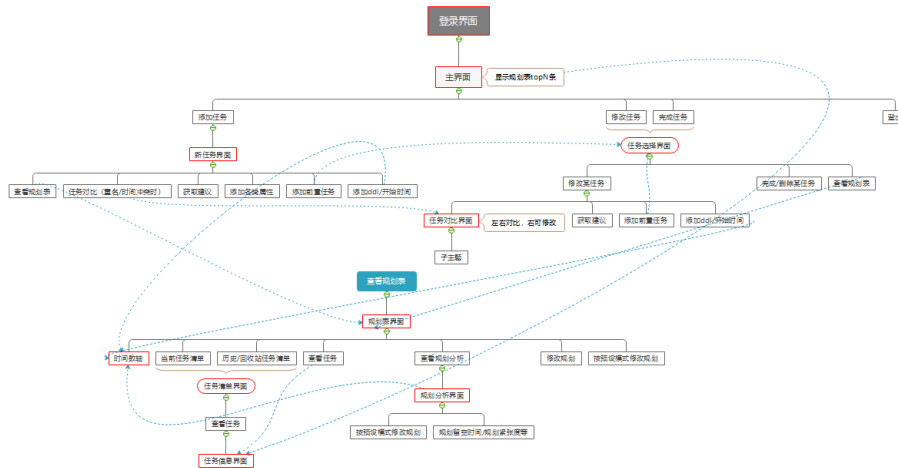 登录界面
主界面
显示规划表topN条
添加任务
修改任务
完成任务
新任务界面
任务选择界面
查看规划表
任务对比（重名/时间冲突时）
获取建议
添加各类属性
添加前置任务
添加ddl/开始时间
修改某任务
完成/删除某任务
查看规划表
任务对比界面
左右对比，右可修改
获取建议
添加前置任务
添加ddl/开始时间
子主题
查看规划表
规划表界面
时间数轴
当前任务清单
历史/回收站任务清单
查看任务
查看规划分析
修改规划
按预设模式修改规划
任务清单界面
规划分析界面
查看任务
按预设模式修改规划
规划留空时间/规划紧张度等
任务信息界面